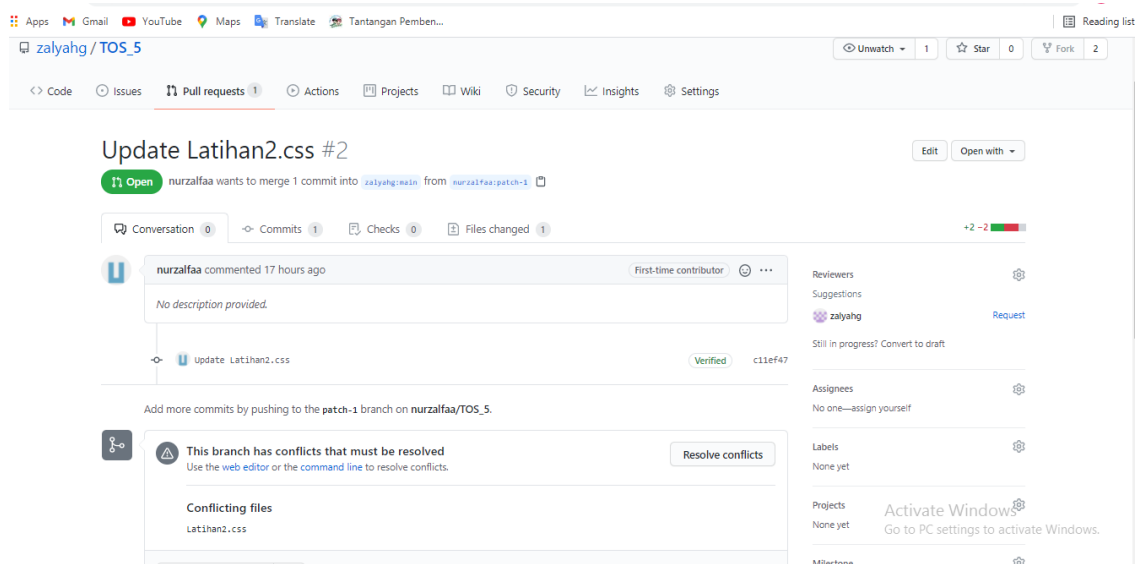 Apps Gmail YouTube Maps Translate Tantangan Pemben... Reading list
zalyahg / TOS_5 Unwatch 1 Star 0 Fork 2
Code Issues Pull requests 1 Actions Projects Wiki Security Insights Settings
Update Latihan2.css #2 Edit Open with
Open nurzalfaa wants to merge 1 commit into zalyahg:main from nurzalfaa:patch-1
Conversation 0 Commits 1 Checks 0 Files changed 1 +2 −2
nurzalfaa commented 17 hours ago First-time contributor ...
No description provided.
Update Latihan2.css Verified c11ef47
Add more commits by pushing to the patch-1 branch on nurzalfaa/TOS_5.
This branch has conflicts that must be resolved
Use the web editor or the command line to resolve conflicts.
Resolve conflicts
Conflicting files
Latihan2.css
Reviewers
Suggestions
zalyahg Request
Still in progress? Convert to draft
Assignees
No one—assign yourself
Labels
None yet
Projects
None yet
Milestone
Activate Windows
Go to PC settings to activate Windows.